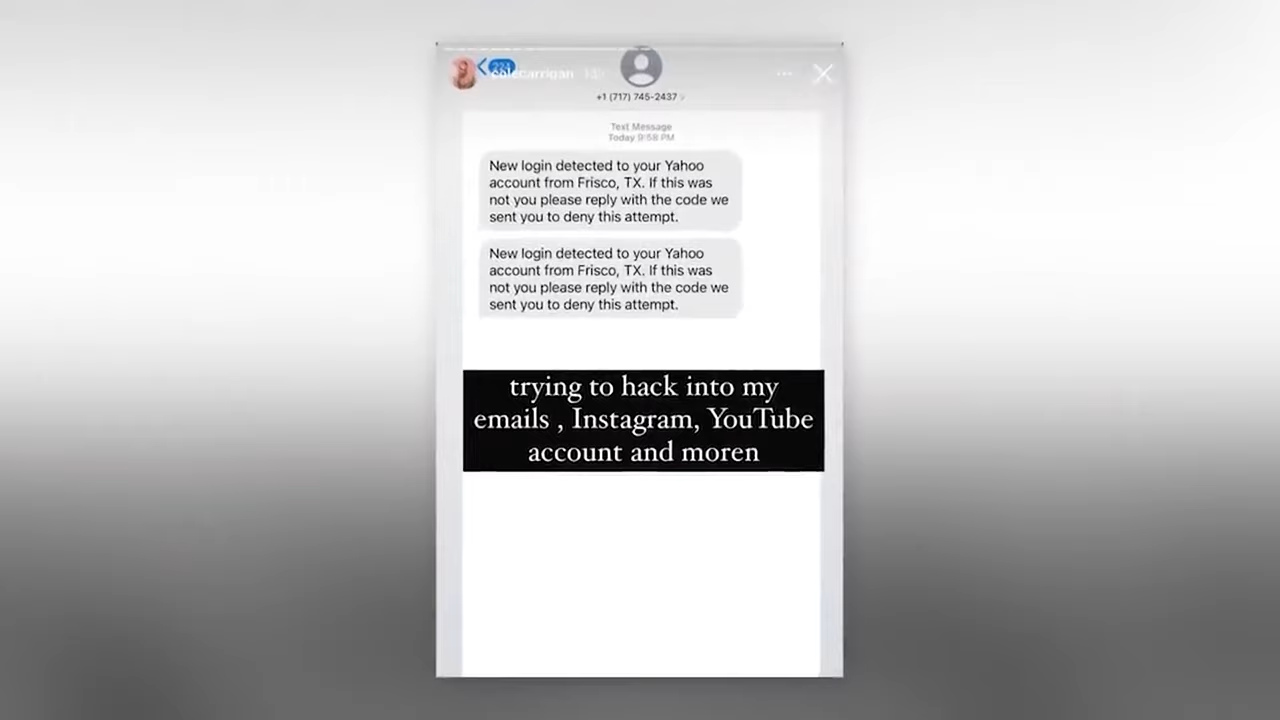 221
colecarrigan 14h
+1 (717) 745-2437 >
Text Message
Today 9:58 PM
New login detected to your Yahoo
account from Frisco, TX. If this was
not you please reply with the code we
sent you to deny this attempt.
New login detected to your Yahoo
account from Frisco, TX. If this was
not you please reply with the code we
sent you to deny this attempt.
trying to hack into my
emails , Instagram, YouTube
account and moren